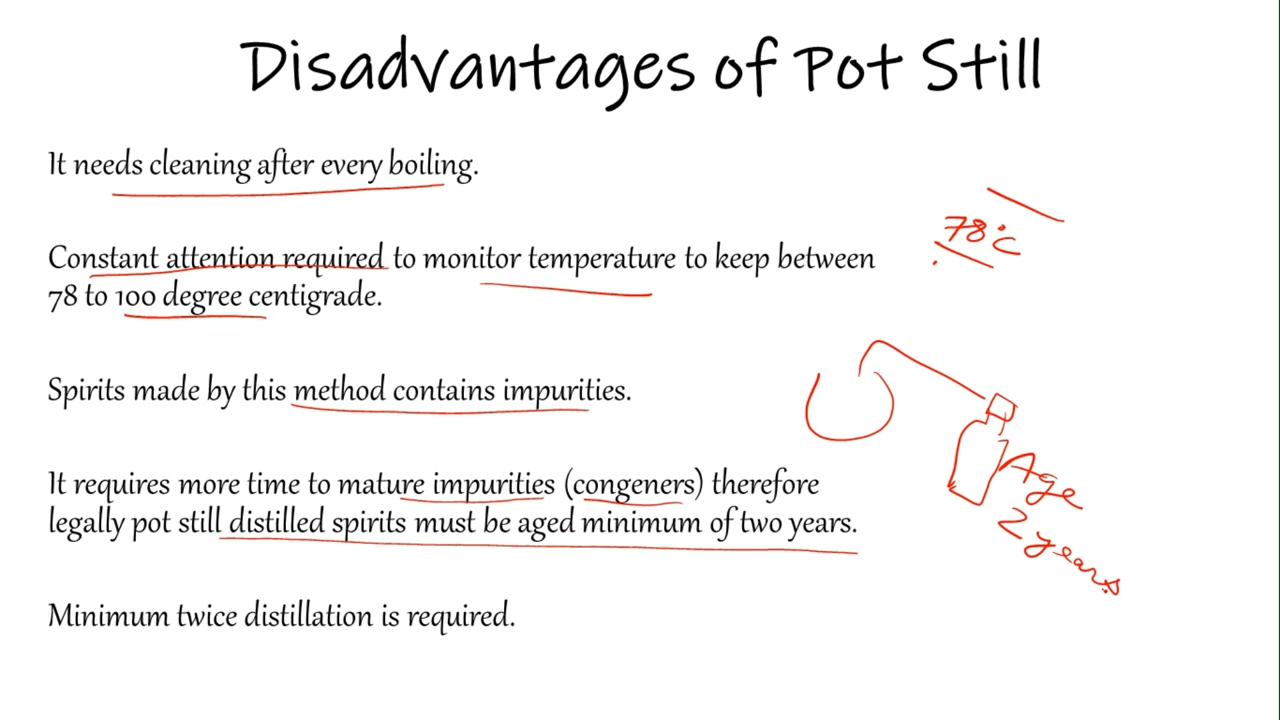 Disadvantages of Pot Still
It needs cleaning after every boiling.
78°C
Constant attention required to monitor temperature to keep between
78 to 100 degree centigrade.
Spirits made by this method contains impurities.
It requires more time to mature impurities (congeners) therefore
legally pot still distilled spirits must be aged minimum of two years.
Age
2 years
Minimum twice distillation is required.